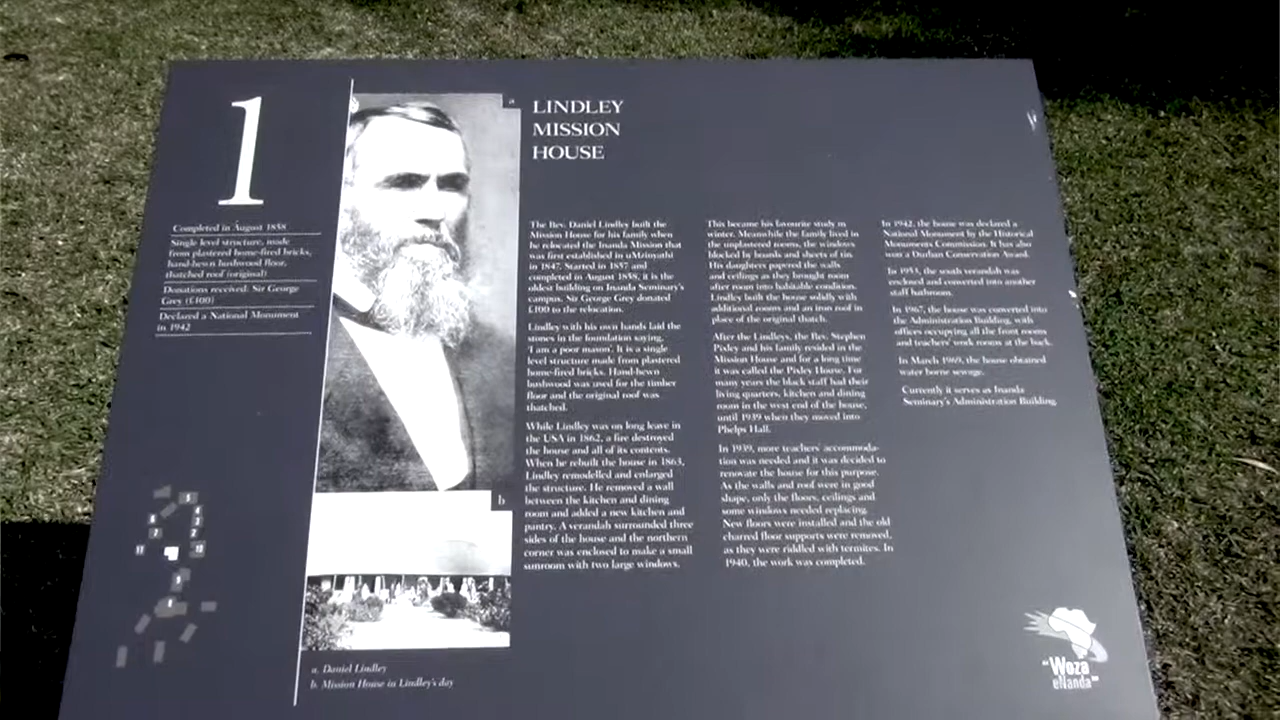 1
Completed in August 1858
Single level structure, made
from plastered home-fired bricks,
hand-hewn bushwood floor,
thatched roof (original)
Donations received: Sir George
Grey (£100)
Declared a National Monument
in 1942
a
b
LINDLEY
MISSION
HOUSE
The Rev. Daniel Lindley built the
Mission House for his family when
he relocated the Inanda Mission that
was first established in uMzinyathi
in 1847. Started in 1857 and
completed in August 1858, it is the
oldest building on Inanda Seminary's
campus. Sir George Grey donated
£100 to the relocation.
Lindley with his own hands laid the
stones in the foundation saying,
'I am a poor mason'. It is a single
level structure made from plastered
home-fired bricks. Hand-hewn
bushwood was used for the timber
floor and the original roof was
thatched.
While Lindley was on long leave in
the USA in 1862, a fire destroyed
the house and all of its contents.
When he rebuilt the house in 1863,
Lindley remodelled and enlarged
the structure. He removed a wall
between the kitchen and dining
room and added a new kitchen and
pantry. A verandah surrounded three
sides of the house and the northern
corner was enclosed to make a small
sunroom with two large windows.
This became his favourite study in
winter. Meanwhile the family lived in
the unplastered rooms, the windows
blocked by boards and sheets of tin.
His daughters papered the walls
and ceilings as they brought room
after room into habitable condition.
Lindley built the house solidly with
additional rooms and an iron roof in
place of the original thatch.
After the Lindleys, the Rev. Stephen
Pixley and his family resided in the
Mission House and for a long time
it was called the Pixley House. For
many years the black staff had their
living quarters, kitchen and dining
room in the west end of the house,
until 1939 when they moved into
Phelps Hall.
In 1939, more teachers' accommoda-
tion was needed and it was decided to
renovate the house for this purpose.
As the walls and roof were in good
shape, only the floors, ceilings and
some windows needed replacing.
New floors were installed and the old
charred floor supports were removed,
as they were riddled with termites. In
1940, the work was completed.
In 1942, the house was declared a
National Monument by the Historical
Monuments Commission. It has also
won a Durban Conservation Award.
In 1953, the south verandah was
enclosed and converted into another
staff bathroom.
In 1967, the house was converted into
the Administration Building, with
offices occupying all the front rooms
and teachers' work rooms at the back.
In March 1969, the house obtained
water borne sewage.
Currently it serves as Inanda
Seminary's Administration Building.
a. Daniel Lindley
b. Mission House in Lindley's day
"Woza
eNanda"